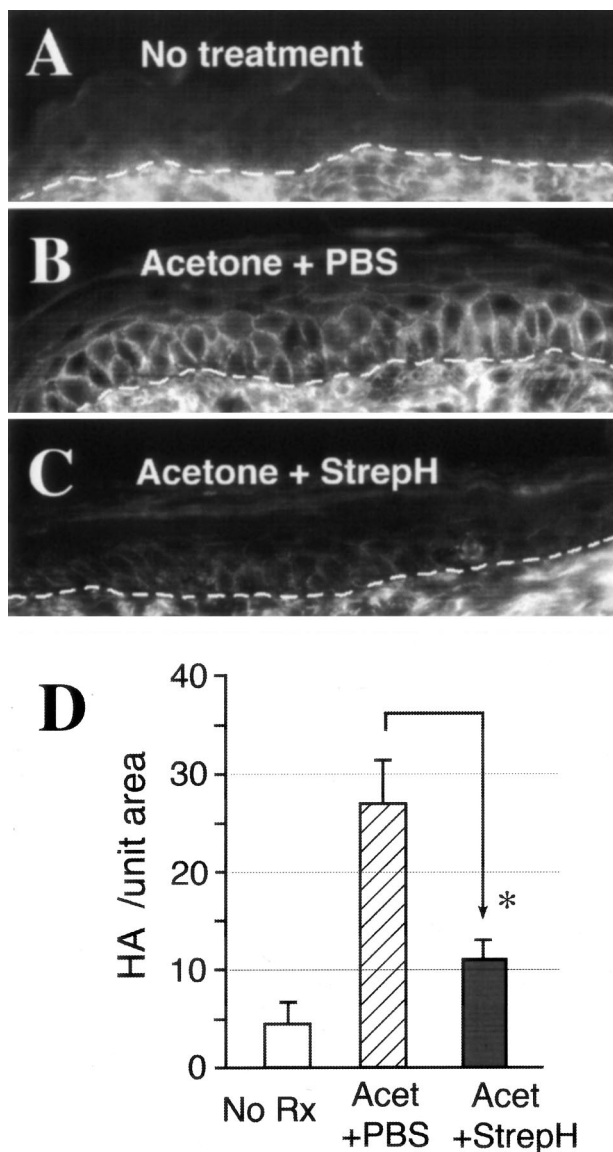 A No treatment
B Acetone + PBS
C Acetone + StrepH
D
40
30
20
10
0
HA /unit area
*
No Rx
Acet
+PBS
Acet
+StrepH